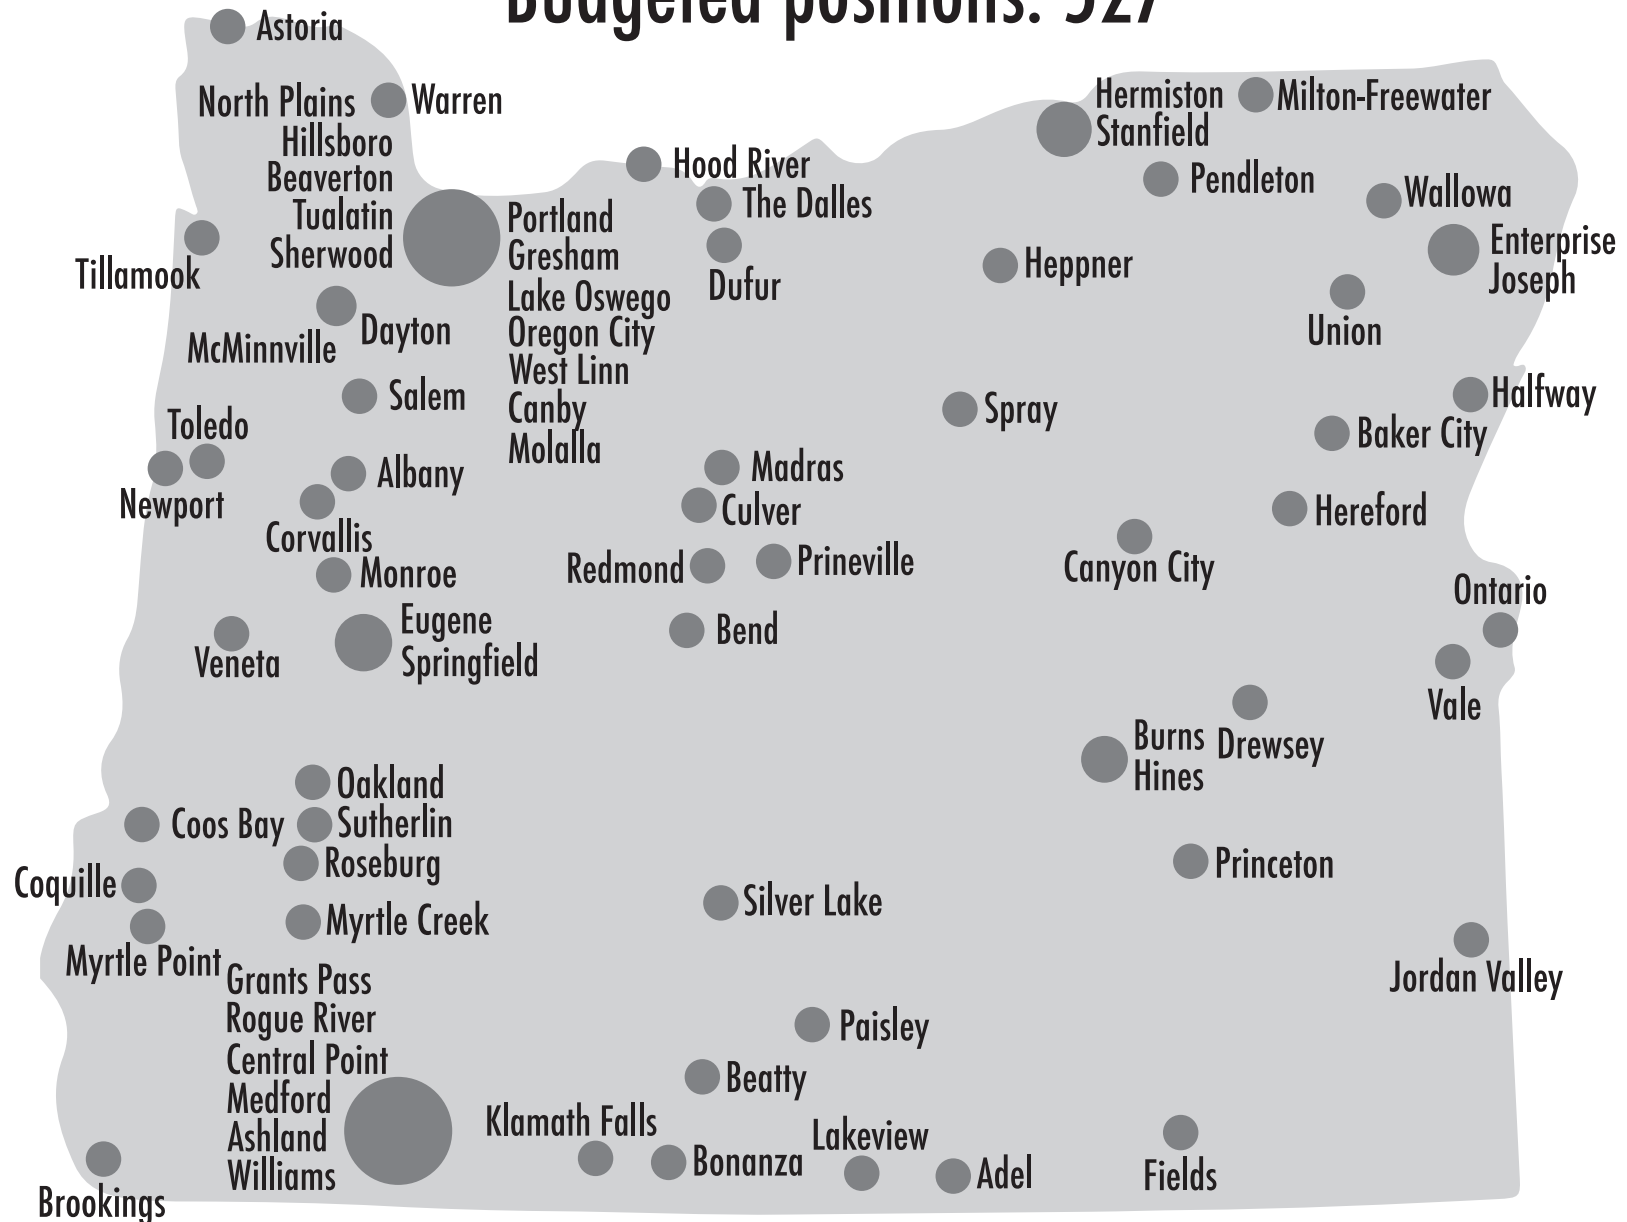 Budgeted positions: 527
Astoria
North Plains
Warren
Hillsboro
Beaverton
Tualatin
Sherwood
Portland
Gresham
Lake Oswego
Oregon City
West Linn
Canby
Molalla
Hood River
The Dalles
Dufur
Hermiston
Stanfield
Milton-Freewater
Pendleton
Wallowa
Enterprise
Joseph
Heppner
Union
Tillamook
Dayton
McMinnville
Salem
Toledo
Newport
Albany
Corvallis
Monroe
Eugene
Springfield
Veneta
Madras
Culver
Redmond
Prineville
Bend
Spray
Halfway
Baker City
Hereford
Canyon City
Ontario
Vale
Burns
Hines
Drewsey
Princeton
Jordan Valley
Oakland
Coos Bay
Sutherlin
Roseburg
Coquille
Myrtle Creek
Myrtle Point
Silver Lake
Grants Pass
Rogue River
Central Point
Medford
Ashland
Williams
Paisley
Beatty
Klamath Falls
Bonanza
Lakeview
Adel
Fields
Brookings